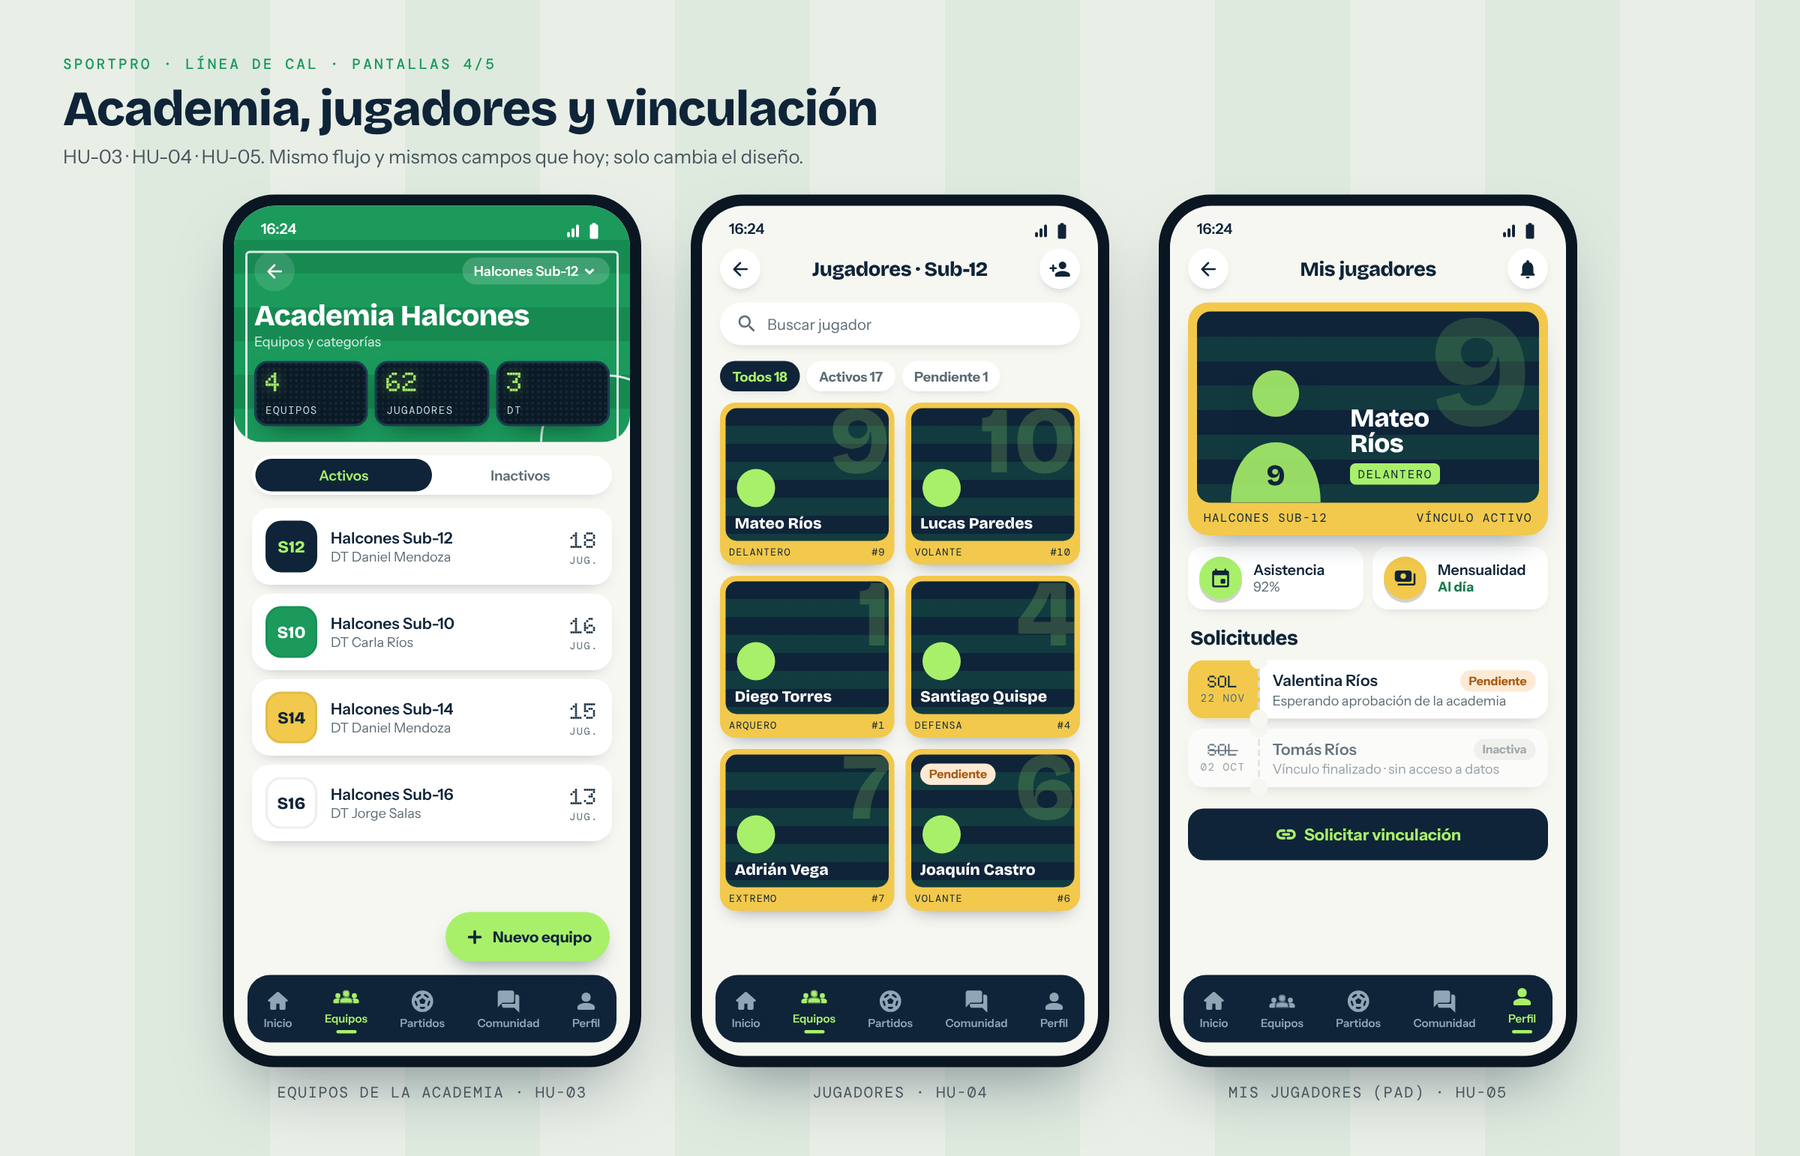 SPORTPRO · LÍNEA DE CAL · PANTALLAS 4/5
Academia, jugadores y vinculación
HU-03 · HU-04 · HU-05. Mismo flujo y mismos campos que hoy; solo cambia el diseño.
16:24
Halcones Sub-12
Academia Halcones
Equipos y categorías
4
EQUIPOS
62
JUGADORES
3
DT
Activos
Inactivos
S12
Halcones Sub-12
DT Daniel Mendoza
18
JUG.
S10
Halcones Sub-10
DT Carla Ríos
16
JUG.
S14
Halcones Sub-14
DT Daniel Mendoza
15
JUG.
S16
Halcones Sub-16
DT Jorge Salas
13
JUG.
+ Nuevo equipo
Inicio
Equipos
Partidos
Comunidad
Perfil
EQUIPOS DE LA ACADEMIA · HU-03
16:24
Jugadores · Sub-12
Buscar jugador
Todos 18
Activos 17
Pendiente 1
9
Mateo Ríos
DELANTERO #9
10
Lucas Paredes
VOLANTE #10
1
Diego Torres
ARQUERO #1
4
Santiago Quispe
DEFENSA #4
7
Adrián Vega
EXTREMO #7
Pendiente
6
Joaquín Castro
VOLANTE #6
Inicio
Equipos
Partidos
Comunidad
Perfil
JUGADORES · HU-04
16:24
Mis jugadores
9
9
Mateo
Ríos
DELANTERO
HALCONES SUB-12
VÍNCULO ACTIVO
Asistencia
92%
Mensualidad
Al día
Solicitudes
SOL
22 NOV
Valentina Ríos
Pendiente
Esperando aprobación de la academia
SOL
02 OCT
Tomás Ríos
Inactiva
Vínculo finalizado · sin acceso a datos
Solicitar vinculación
Inicio
Equipos
Partidos
Comunidad
Perfil
MIS JUGADORES (PAD) · HU-05